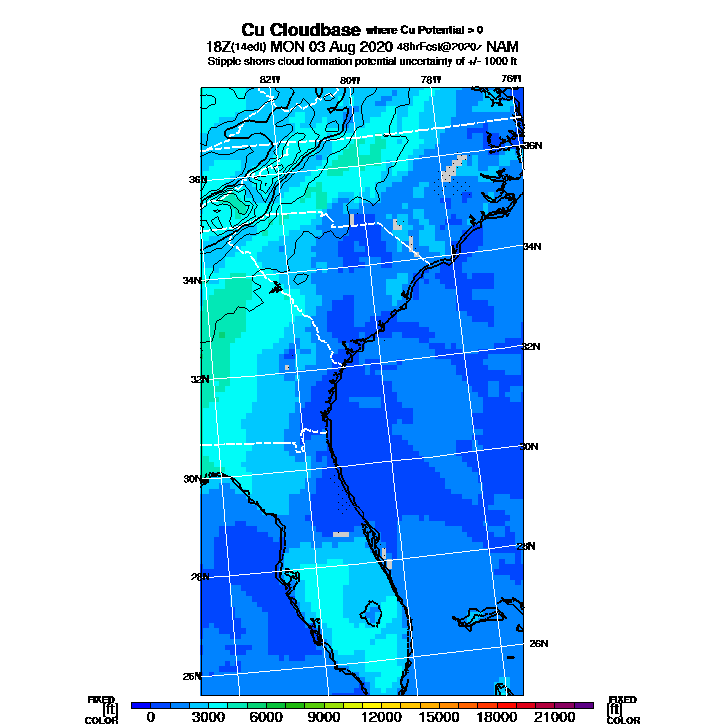 Cu Cloudbase where Cu Potential > 0
18Z(14edt) MON 03 Aug 2020 NAM
Stipple shows cloud formation potential uncertainty of +/- 1000 ft
82W 80W 78W 76W
36N 36N
34N 34N
32N 32N
30N 30N
28N 28N
26N 26N
FIXED [ft] COLOR
0 3000 6000 9000 12000 15000 18000 21000
FIXED [ft] COLOR